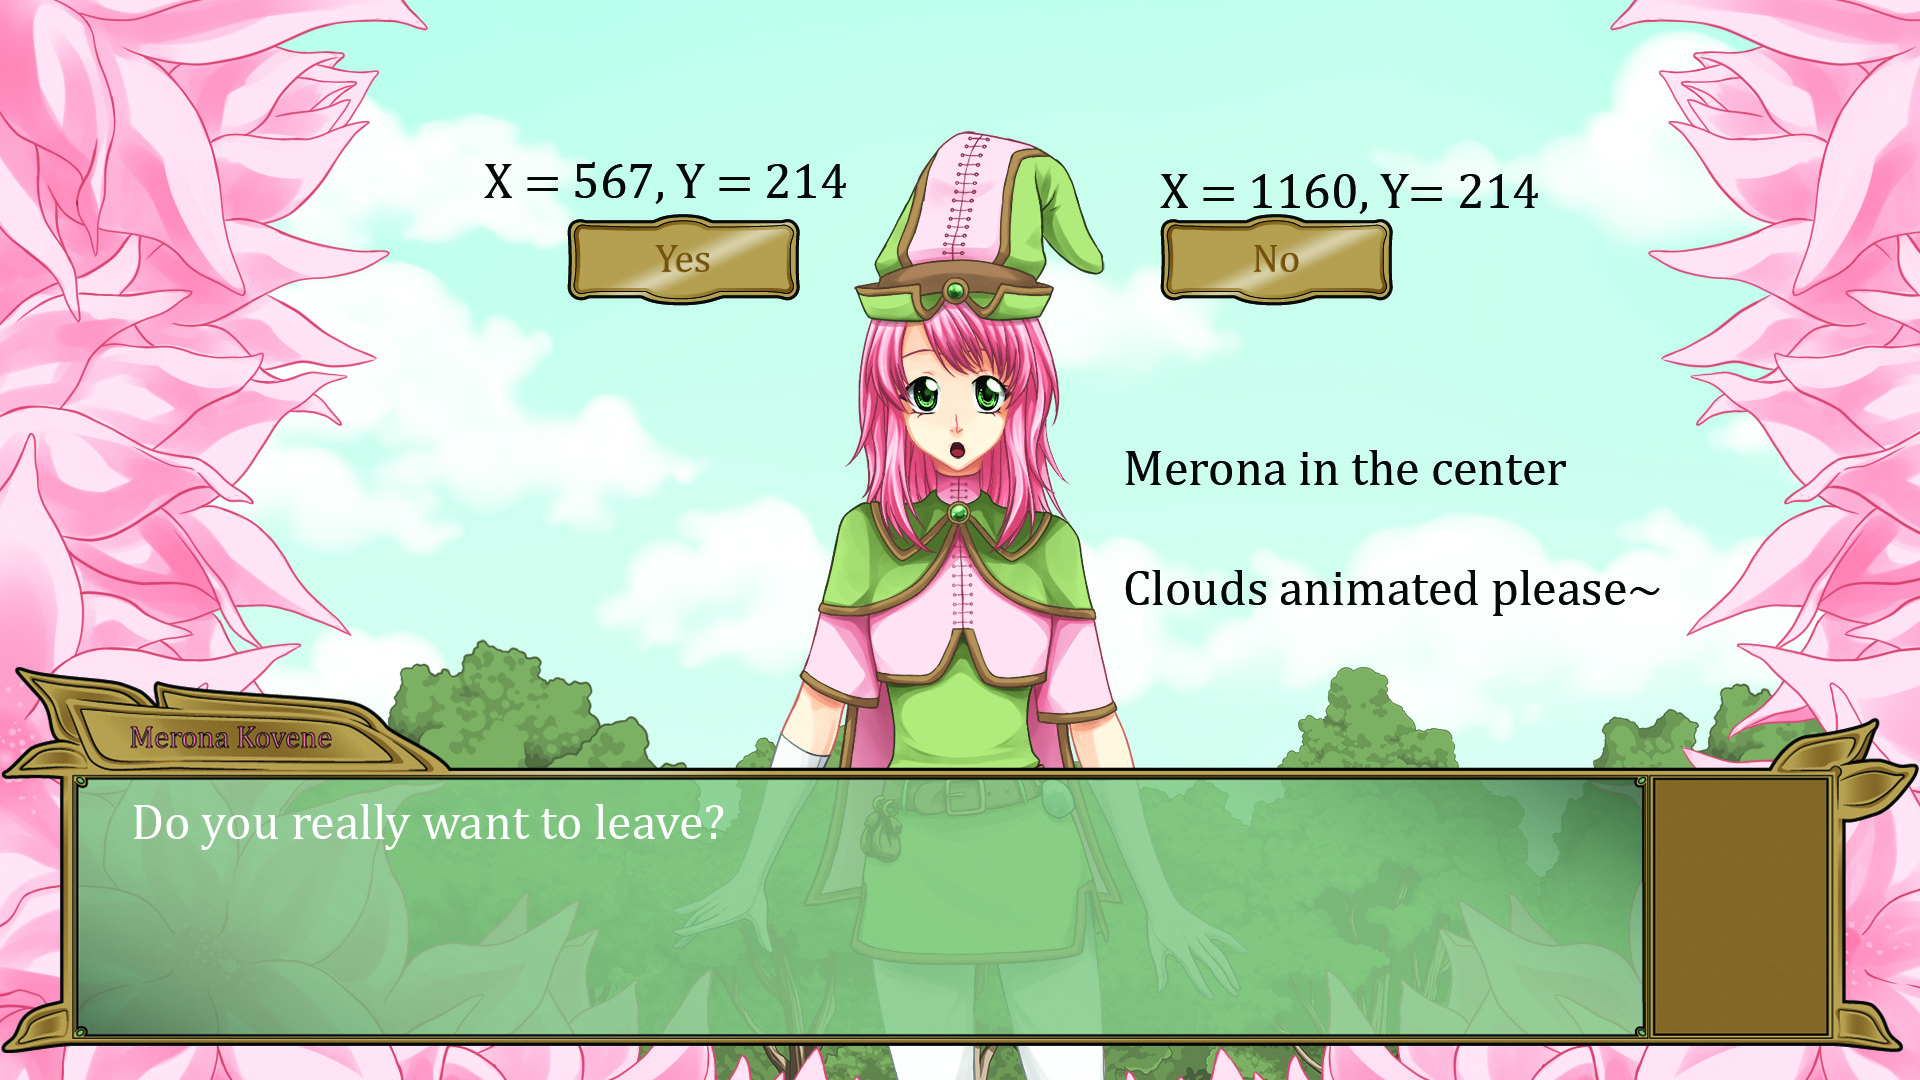 X = 567, Y = 214
X = 1160, Y= 214
Yes
No
Merona in the center
Clouds animated please~
Merona Kovene
Do you really want to leave?